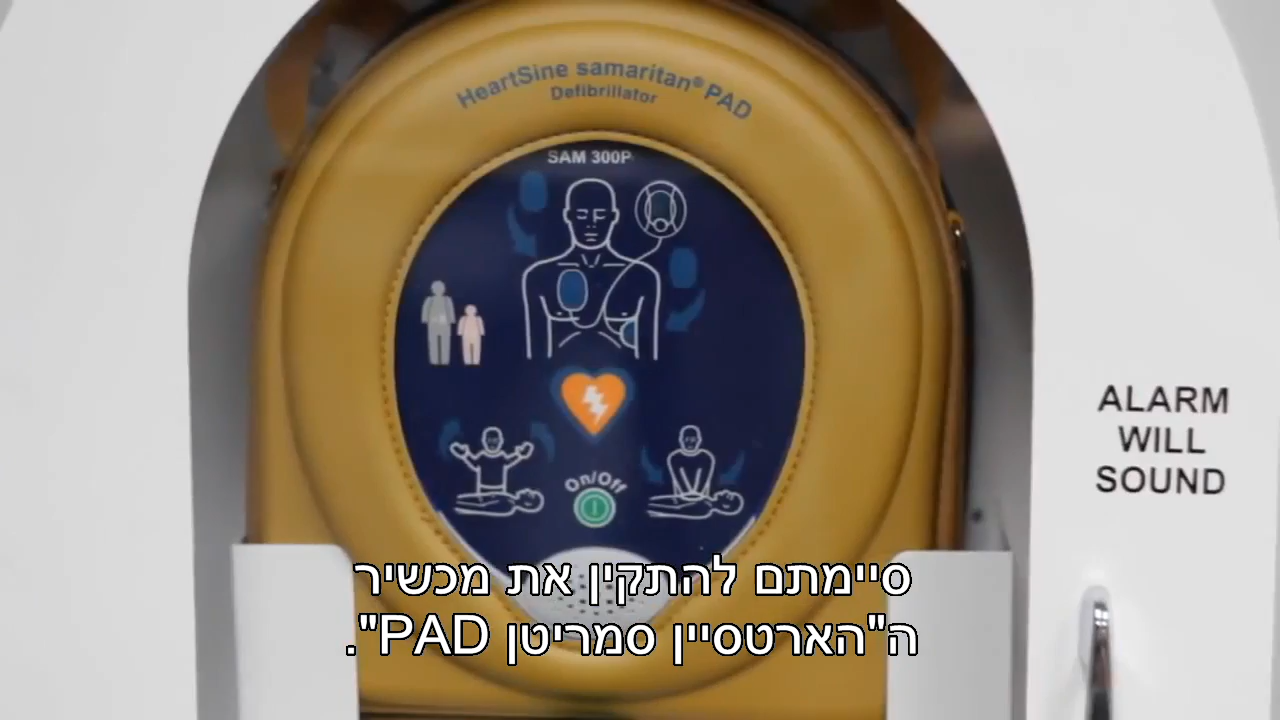 HeartSine samaritan® PAD
Defibrillator
SAM 300P
On/Off
ALARM
WILL
SOUND
סיימתם להתקין את מכשיר
ה"הארטסיין סמריטן PAD".